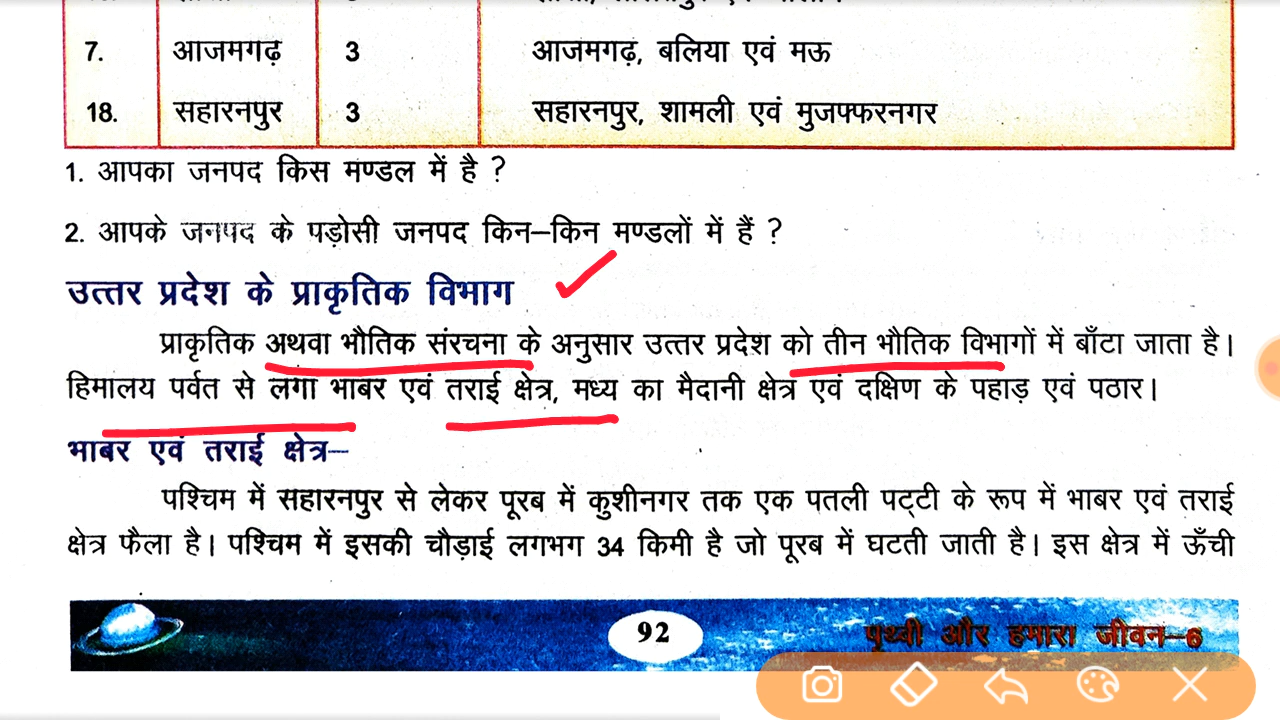 7. आजमगढ़ 3 आजमगढ़, बलिया एवं मऊ
18. सहारनपुर 3 सहारनपुर, शामली एवं मुजफ्फरनगर
1. आपका जनपद किस मण्डल में है ?
2. आपके जनपद के पड़ोसी जनपद किन–किन मण्डलों में हैं ?
उत्तर प्रदेश के प्राकृतिक विभाग
प्राकृतिक अथवा भौतिक संरचना के अनुसार उत्तर प्रदेश को तीन भौतिक विभागों में बाँटा जाता है।
हिमालय पर्वत से लगा भाबर एवं तराई क्षेत्र, मध्य का मैदानी क्षेत्र एवं दक्षिण के पहाड़ एवं पठार।
भाबर एवं तराई क्षेत्र–
पश्चिम में सहारनपुर से लेकर पूरब में कुशीनगर तक एक पतली पट्टी के रूप में भाबर एवं तराई
क्षेत्र फैला है। पश्चिम में इसकी चौड़ाई लगभग 34 किमी है जो पूरब में घटती जाती है। इस क्षेत्र में ऊँची
92 पृथ्वी और हमारा जीवन–6